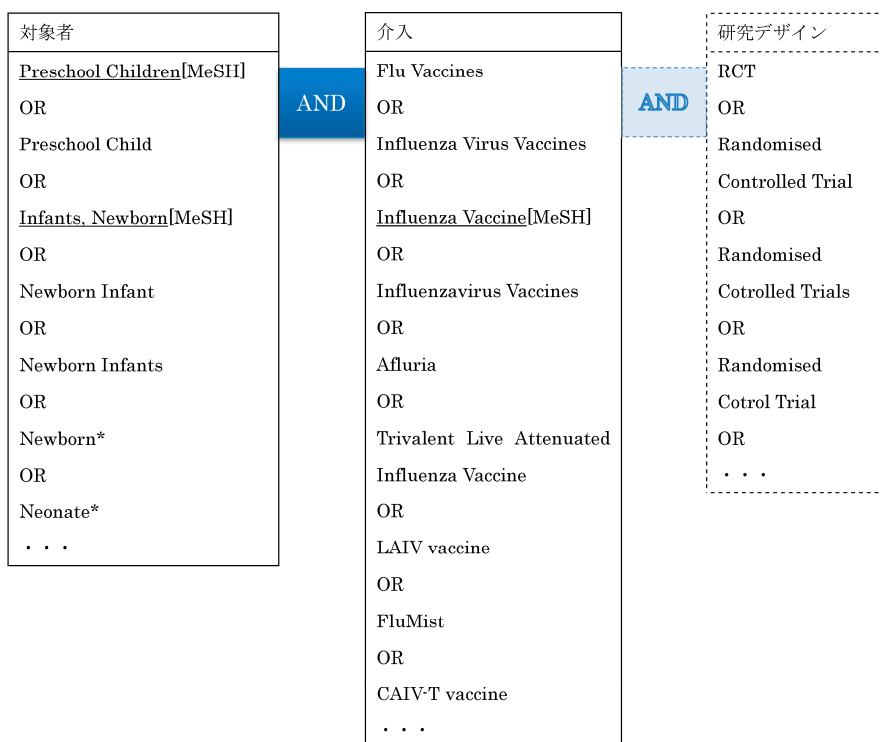 対象者
Preschool Children[MeSH]
OR
Preschool Child
OR
Infants, Newborn[MeSH]
OR
Newborn Infant
OR
Newborn Infants
OR
Newborn*
OR
Neonate*
・・・
AND
介入
Flu Vaccines
OR
Influenza Virus Vaccines
OR
Influenza Vaccine[MeSH]
OR
Influenzavirus Vaccines
OR
Afluria
OR
Trivalent Live Attenuated
Influenza Vaccine
OR
LAIV vaccine
OR
FluMist
OR
CAIV-T vaccine
・・・
AND
研究デザイン
RCT
OR
Randomised
Controlled Trial
OR
Randomised
Cotrolled Trials
OR
Randomised
Cotrol Trial
OR
・・・